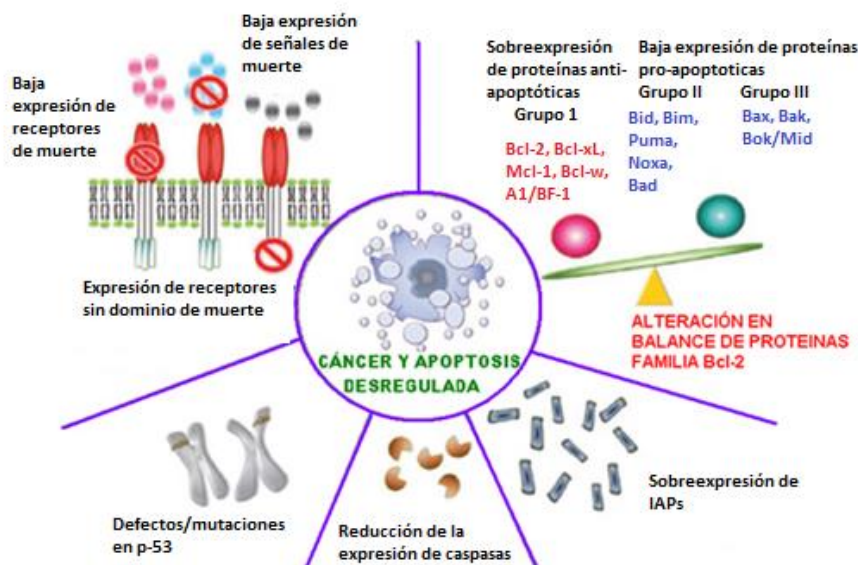 Baja expresión
de señales de
muerte
Baja
expresión de
receptores
de muerte
Expresión de receptores
sin dominio de muerte
Sobreexpresión
de proteínas anti-
apoptóticas
Grupo 1
Bcl-2, Bcl-xL,
Mcl-1, Bcl-w,
A1/BF-1
Baja expresión de proteínas
pro-apoptoticas
Grupo II
Bid, Bim,
Puma,
Noxa,
Bad
Grupo III
Bax, Bak,
Bok/Mid
ALTERACIÓN EN
BALANCE DE PROTEINAS
FAMILIA Bcl-2
CÁNCER Y APOPTOSIS
DESREGULADA
Defectos/mutaciones
en p-53
Reducción de la
expresión de caspasas
Sobreexpresión de
IAPs